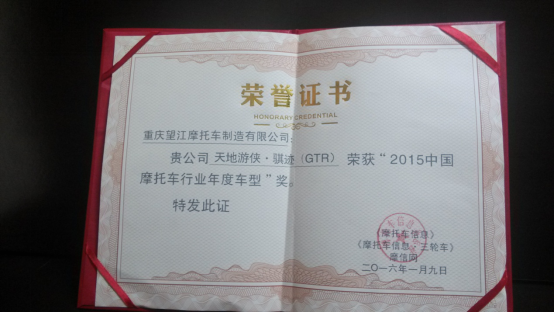 荣誉证书
HONORARY CREDENTIAL
重庆望江摩托车制造有限公司：
贵公司 天地游侠·骐迹（GTR） 荣获“2015中国
摩托车行业年度车型”奖。
特发此证
《摩托车信息》
《摩托车信息·三轮车》
摩信网
二〇一六年一月九日